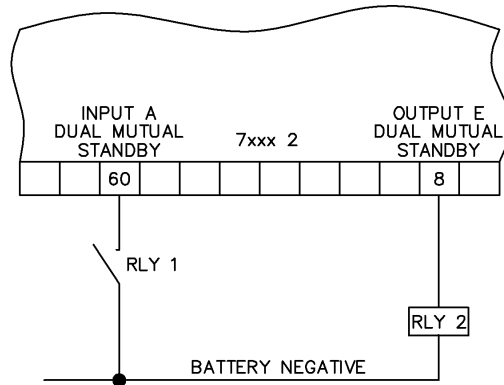 INPUT A
DUAL MUTUAL
STANDBY
7xxx 2
OUTPUT E
DUAL MUTUAL
STANDBY
60
8
RLY 1
RLY 2
BATTERY NEGATIVE